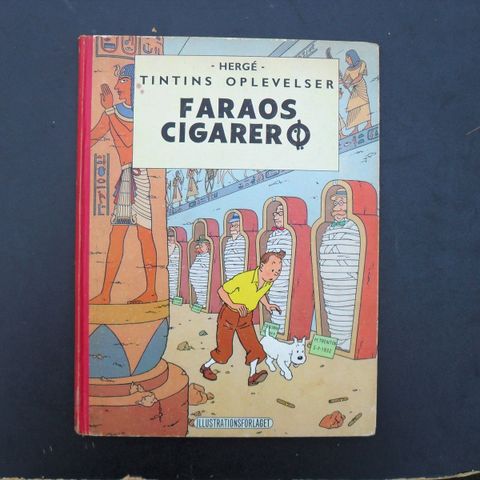 - HERGÉ -
TINTINS OPLEVELSER
FARAOS
CIGARER
ILLUSTRATIONSFORLAGET